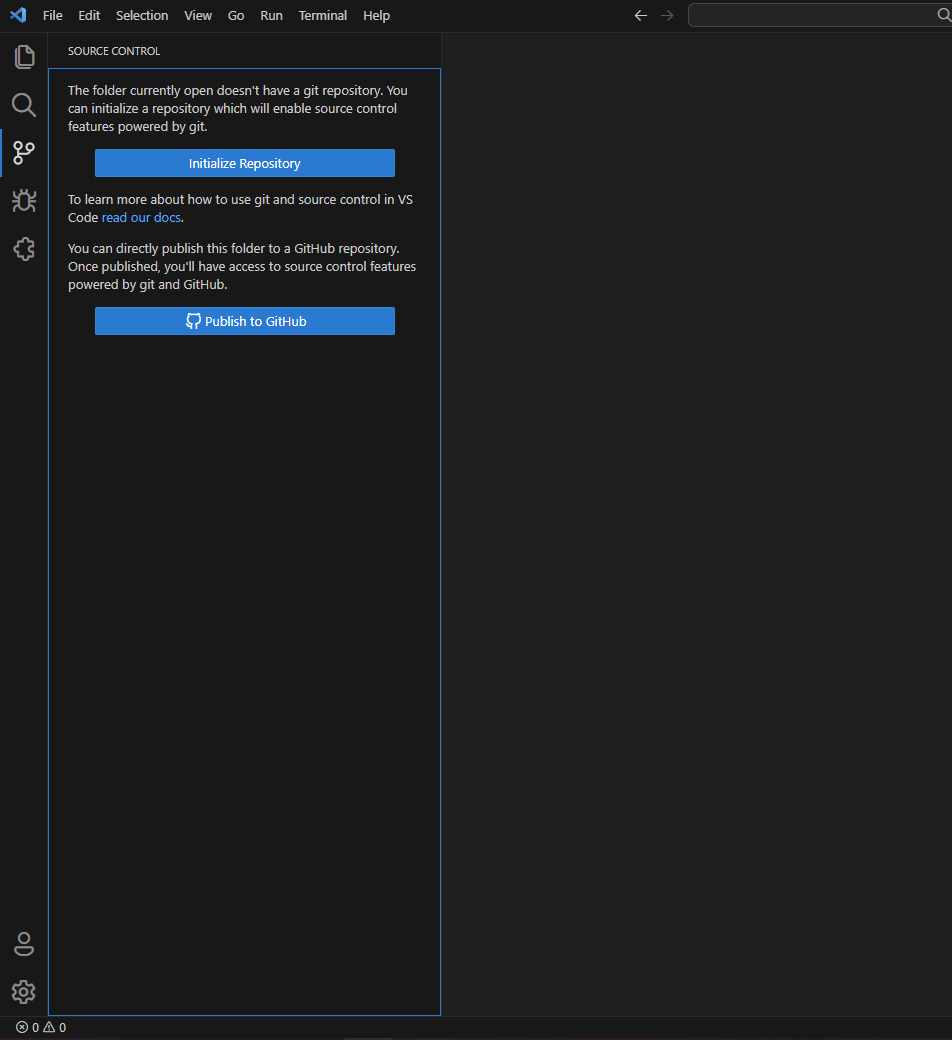 File Edit Selection View Go Run Terminal Help
SOURCE CONTROL
The folder currently open doesn't have a git repository. You
can initialize a repository which will enable source control
features powered by git.
Initialize Repository
To learn more about how to use git and source control in VS
Code read our docs.
You can directly publish this folder to a GitHub repository.
Once published, you'll have access to source control features
powered by git and GitHub.
Publish to GitHub
0 0